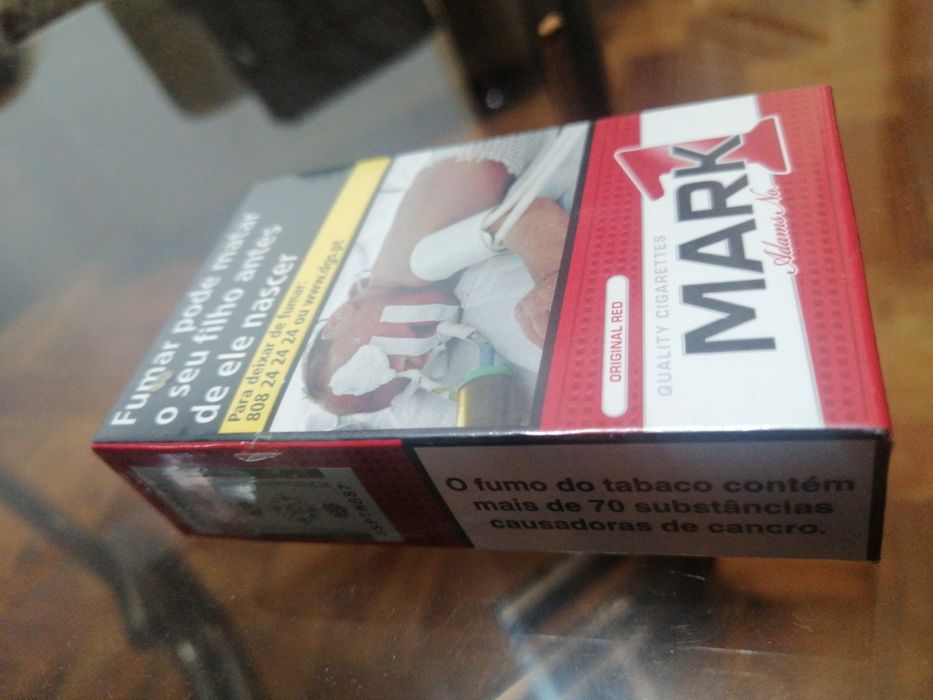 Fumar pode matar
o seu filho antes
de ele nascer
Para deixar de fumar:
808 24 24 24 ou www.dgs.pt
ORIGINAL RED
QUALITY CIGARETTES
MARK 1
Adams No.
O fumo do tabaco contém
mais de 70 substâncias
causadoras de cancro.